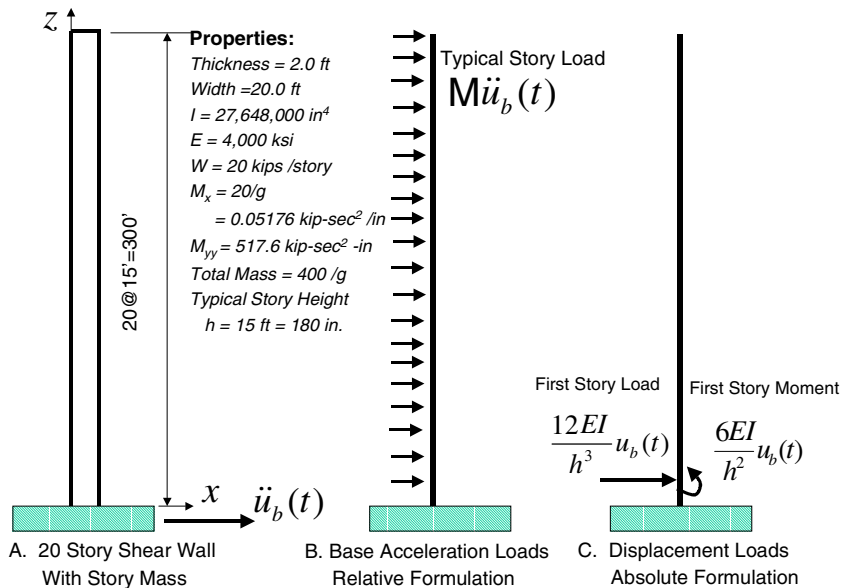 z
Properties:
Thickness = 2.0 ft
Width =20.0 ft
I = 27,648,000 in⁴
E = 4,000 ksi
W = 20 kips /story
Mₓ = 20/g
= 0.05176 kip-sec² /in
M_yy = 517.6 kip-sec² -in
Total Mass = 400 /g
Typical Story Height
h = 15 ft = 180 in.
20@15'=300'
x
ü_b(t)
A. 20 Story Shear Wall
With Story Mass
Typical Story Load
Mü_b(t)
B. Base Acceleration Loads
Relative Formulation
First Story Load
12EI/h³ u_b(t)
First Story Moment
6EI/h² u_b(t)
C. Displacement Loads
Absolute Formulation